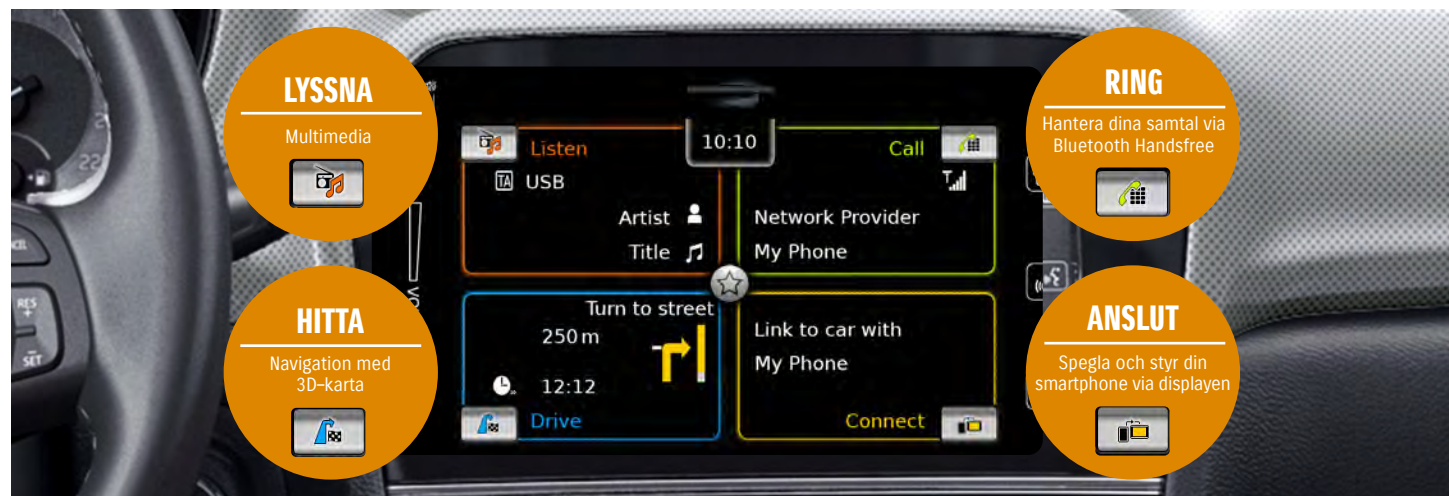 LYSSNA
Multimedia
RING
Hantera dina samtal via
Bluetooth Handsfree
10:10
Listen
Call
TA USB
Artist
Title
Network Provider
My Phone
Turn to street
250 m
12:12
Drive
Link to car with
My Phone
Connect
HITTA
Navigation med
3D-karta
ANSLUT
Spegla och styr din
smartphone via displayen
RES
+
SET
220